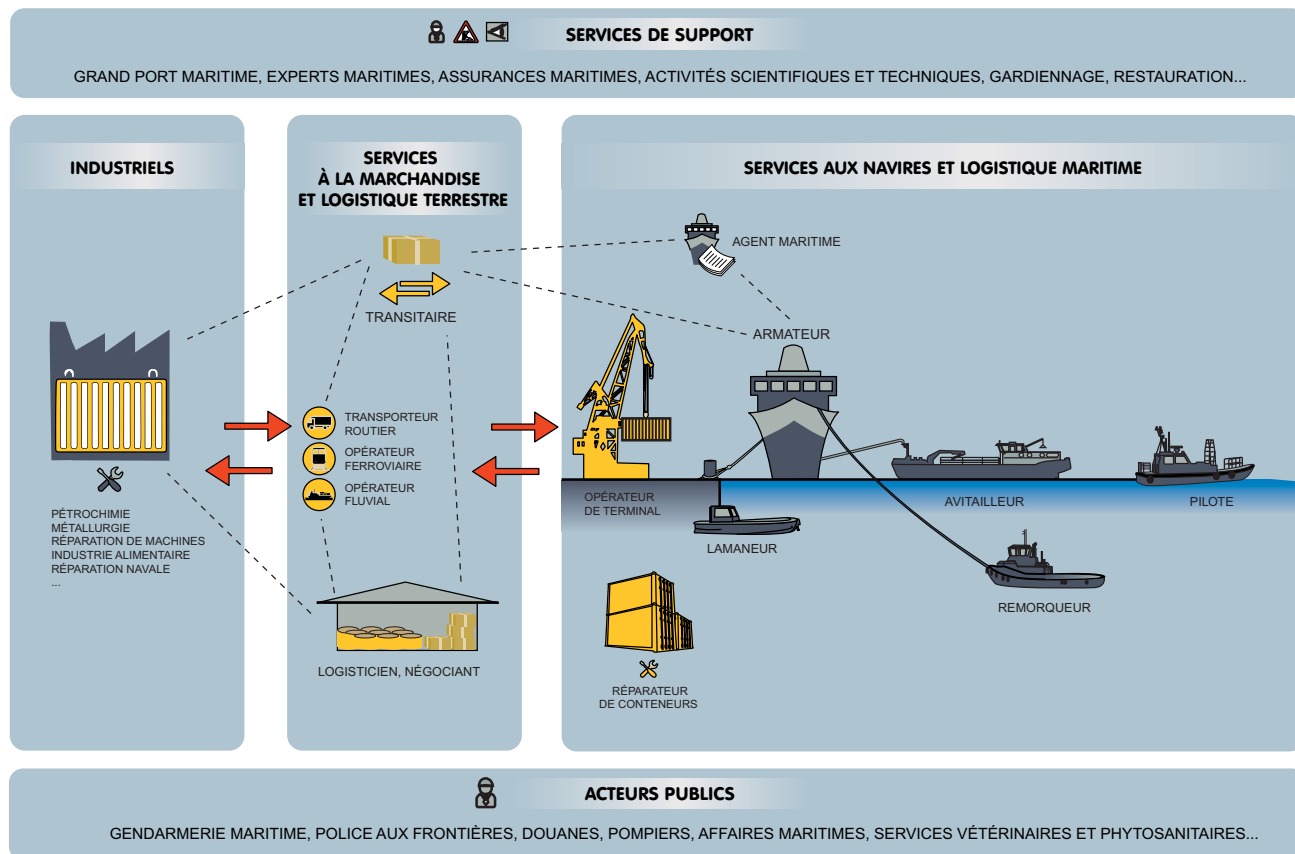 SERVICES DE SUPPORT
GRAND PORT MARITIME, EXPERTS MARITIMES, ASSURANCES MARITIMES, ACTIVITÉS SCIENTIFIQUES ET TECHNIQUES, GARDIENNAGE, RESTAURATION...
INDUSTRIELS
PÉTROCHIMIE
MÉTALLURGIE
RÉPARATION DE MACHINES
INDUSTRIE ALIMENTAIRE
RÉPARATION NAVALE
...
SERVICES
À LA MARCHANDISE
ET LOGISTIQUE TERRESTRE
TRANSITAIRE
TRANSPORTEUR
ROUTIER
OPÉRATEUR
FERROVIAIRE
OPÉRATEUR
FLUVIAL
LOGISTICIEN, NÉGOCIANT
SERVICES AUX NAVIRES ET LOGISTIQUE MARITIME
AGENT MARITIME
ARMATEUR
OPÉRATEUR
DE TERMINAL
LAMANEUR
AVITAILLEUR
PILOTE
REMORQUEUR
RÉPARATEUR
DE CONTENEURS
ACTEURS PUBLICS
GENDARMERIE MARITIME, POLICE AUX FRONTIÈRES, DOUANES, POMPIERS, AFFAIRES MARITIMES, SERVICES VÉTÉRINAIRES ET PHYTOSANITAIRES...